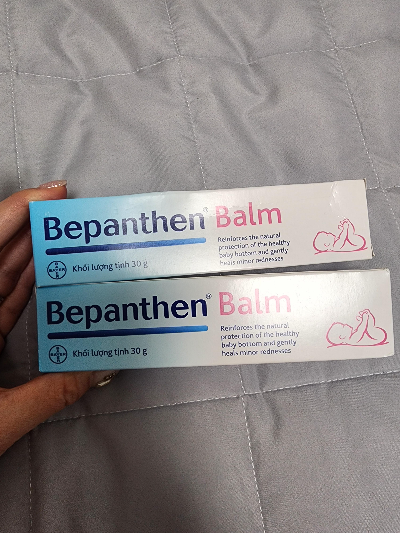 Bepanthen® Balm
Reinforces the natural
protection of the healthy
baby bottom and gently
heals minor rednesses
BAYER
Khối lượng tịnh 30 g
Bepanthen® Balm
Reinforces the natural
protection of the healthy
baby bottom and gently
heals minor rednesses
BAYER
Khối lượng tịnh 30 g